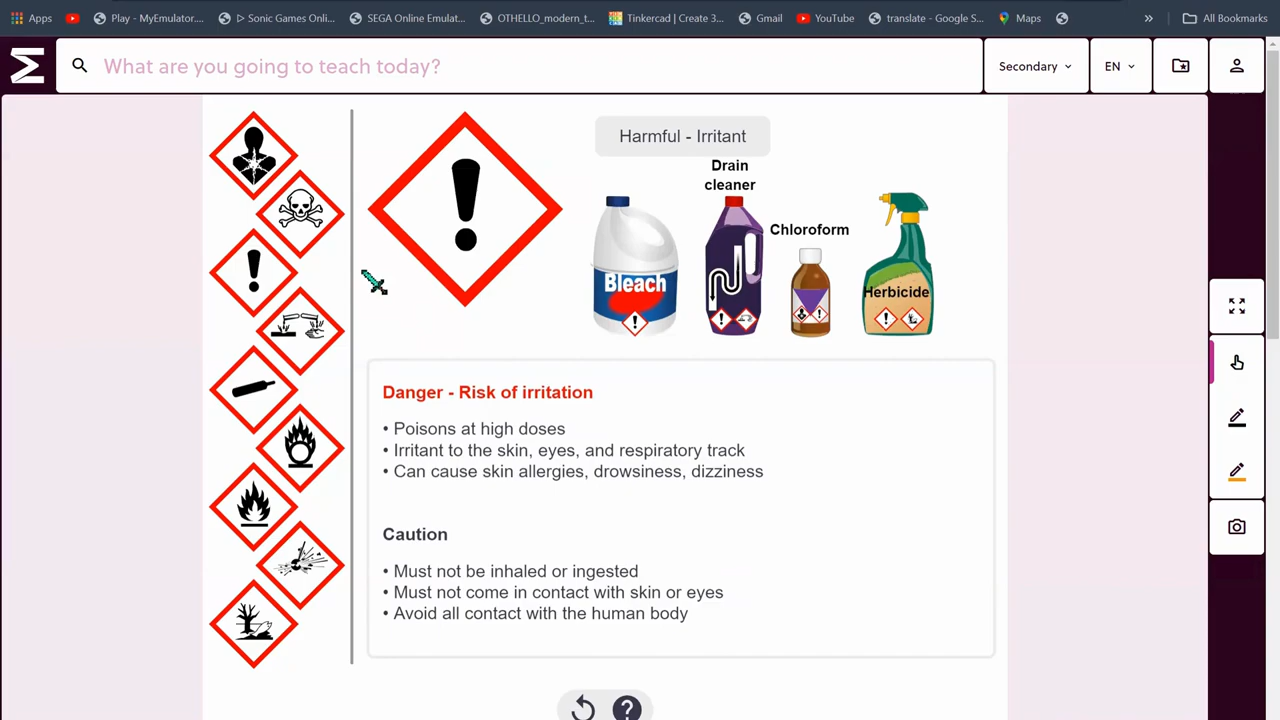 Apps
Play - MyEmulator....
▷ Sonic Games Onli...
SEGA Online Emulat...
OTHELLO_modern_t...
Tinkercad | Create 3...
Gmail
YouTube
translate - Google S...
Maps
»
All Bookmarks
What are you going to teach today?
Secondary
EN
Harmful - Irritant
Drain
cleaner
Chloroform
Bleach
Herbicide
Danger - Risk of irritation
• Poisons at high doses
• Irritant to the skin, eyes, and respiratory track
• Can cause skin allergies, drowsiness, dizziness
Caution
• Must not be inhaled or ingested
• Must not come in contact with skin or eyes
• Avoid all contact with the human body
?